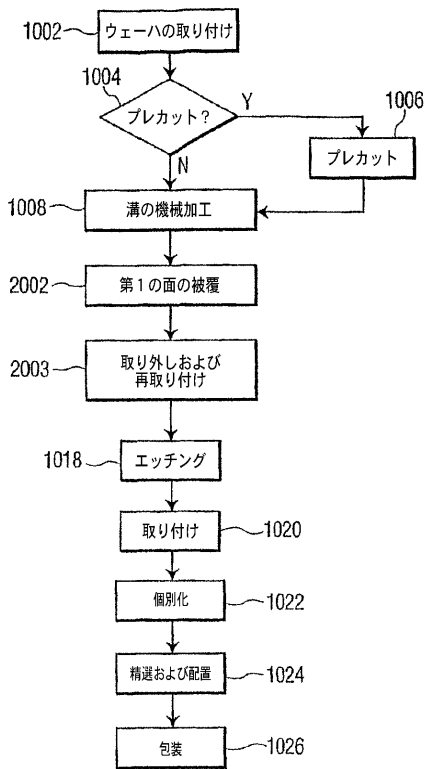 1002
ウェーハの取り付け
1004
プレカット？
Y
1006
プレカット
N
1008
溝の機械加工
2002
第１の面の被覆
2003
取り外しおよび
再取り付け
1018
エッチング
取り付け
1020
個別化
1022
精選および配置
1024
包装
1026